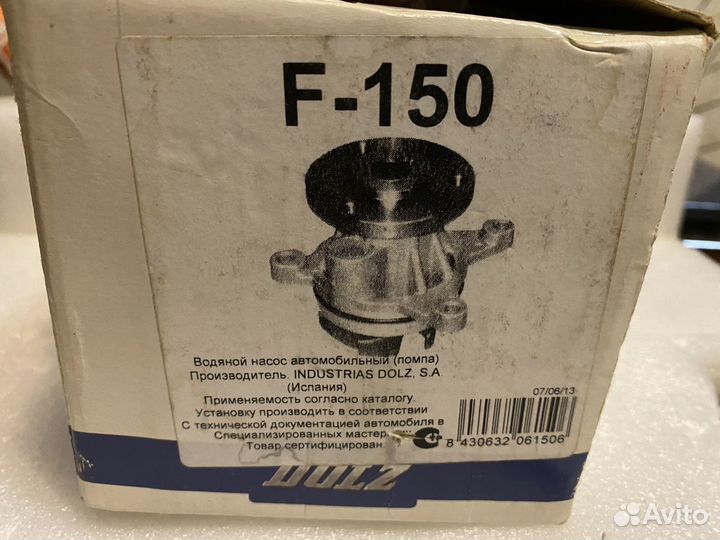 F-150
Водяной насос автомобильный (помпа)
Производитель. INDUSTRIAS DOLZ, S.A.
(Испания)
Применяемость согласно каталогу.
Установку производить в соответствии
С технической документацией автомобиля в
Специализированных мастер
Товар сертифицирован.
07/06/13
8 430632 061506
DOLZ
Avito